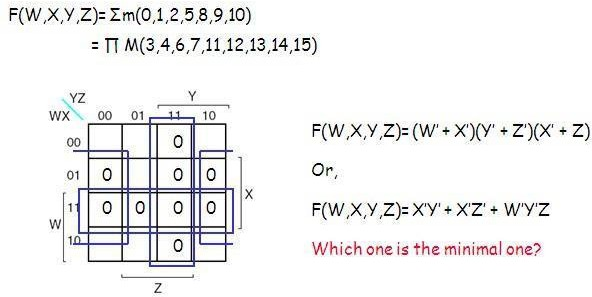 F(W,X,Y,Z)= Σm(0,1,2,5,8,9,10)
= ∏ M(3,4,6,7,11,12,13,14,15)
YZ
WX
Y
00 01 11 10
00 0
01 0 0 0
11 0 0 0 0
10 0
W
X
Z
F(W,X,Y,Z)= (W' + X')(Y' + Z')(X' + Z)
Or,
F(W,X,Y,Z)= X'Y' + X'Z' + W'Y'Z
Which one is the minimal one?